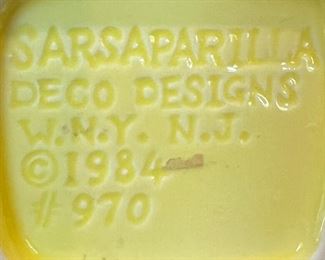 SARSAPARILLA
DECO DESIGNS
W.N.Y. N.J.
©1984
#970